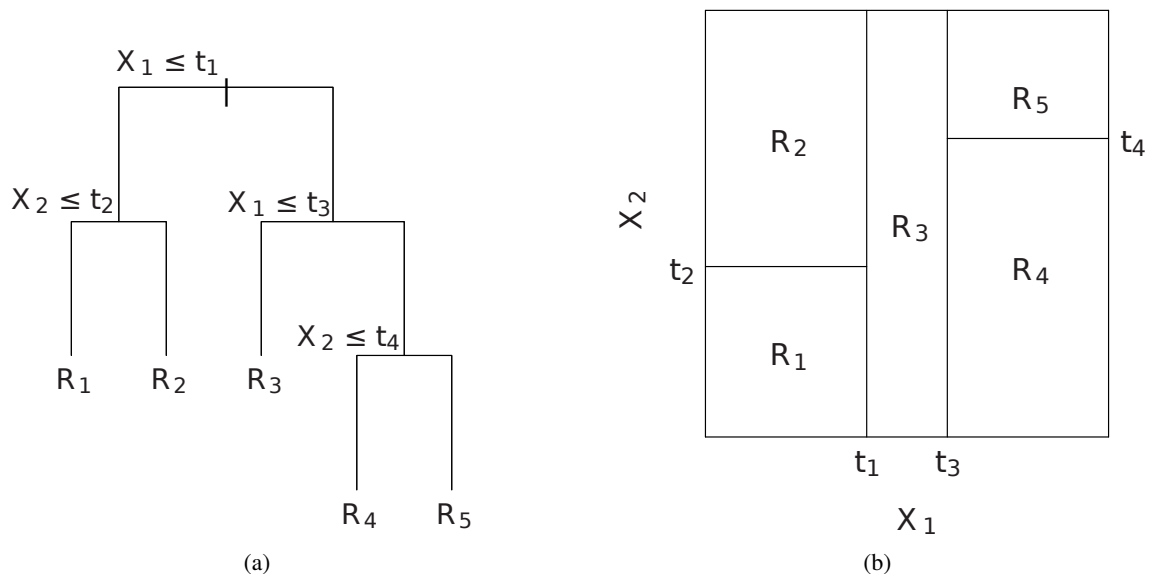 X₁ ≤ t₁
X₂ ≤ t₂
X₁ ≤ t₃
X₂ ≤ t₄
R₁
R₂
R₃
R₄
R₅
(a)
R₅
R₂
t₄
X₂
R₃
t₂
R₄
R₁
t₁
t₃
X₁
(b)